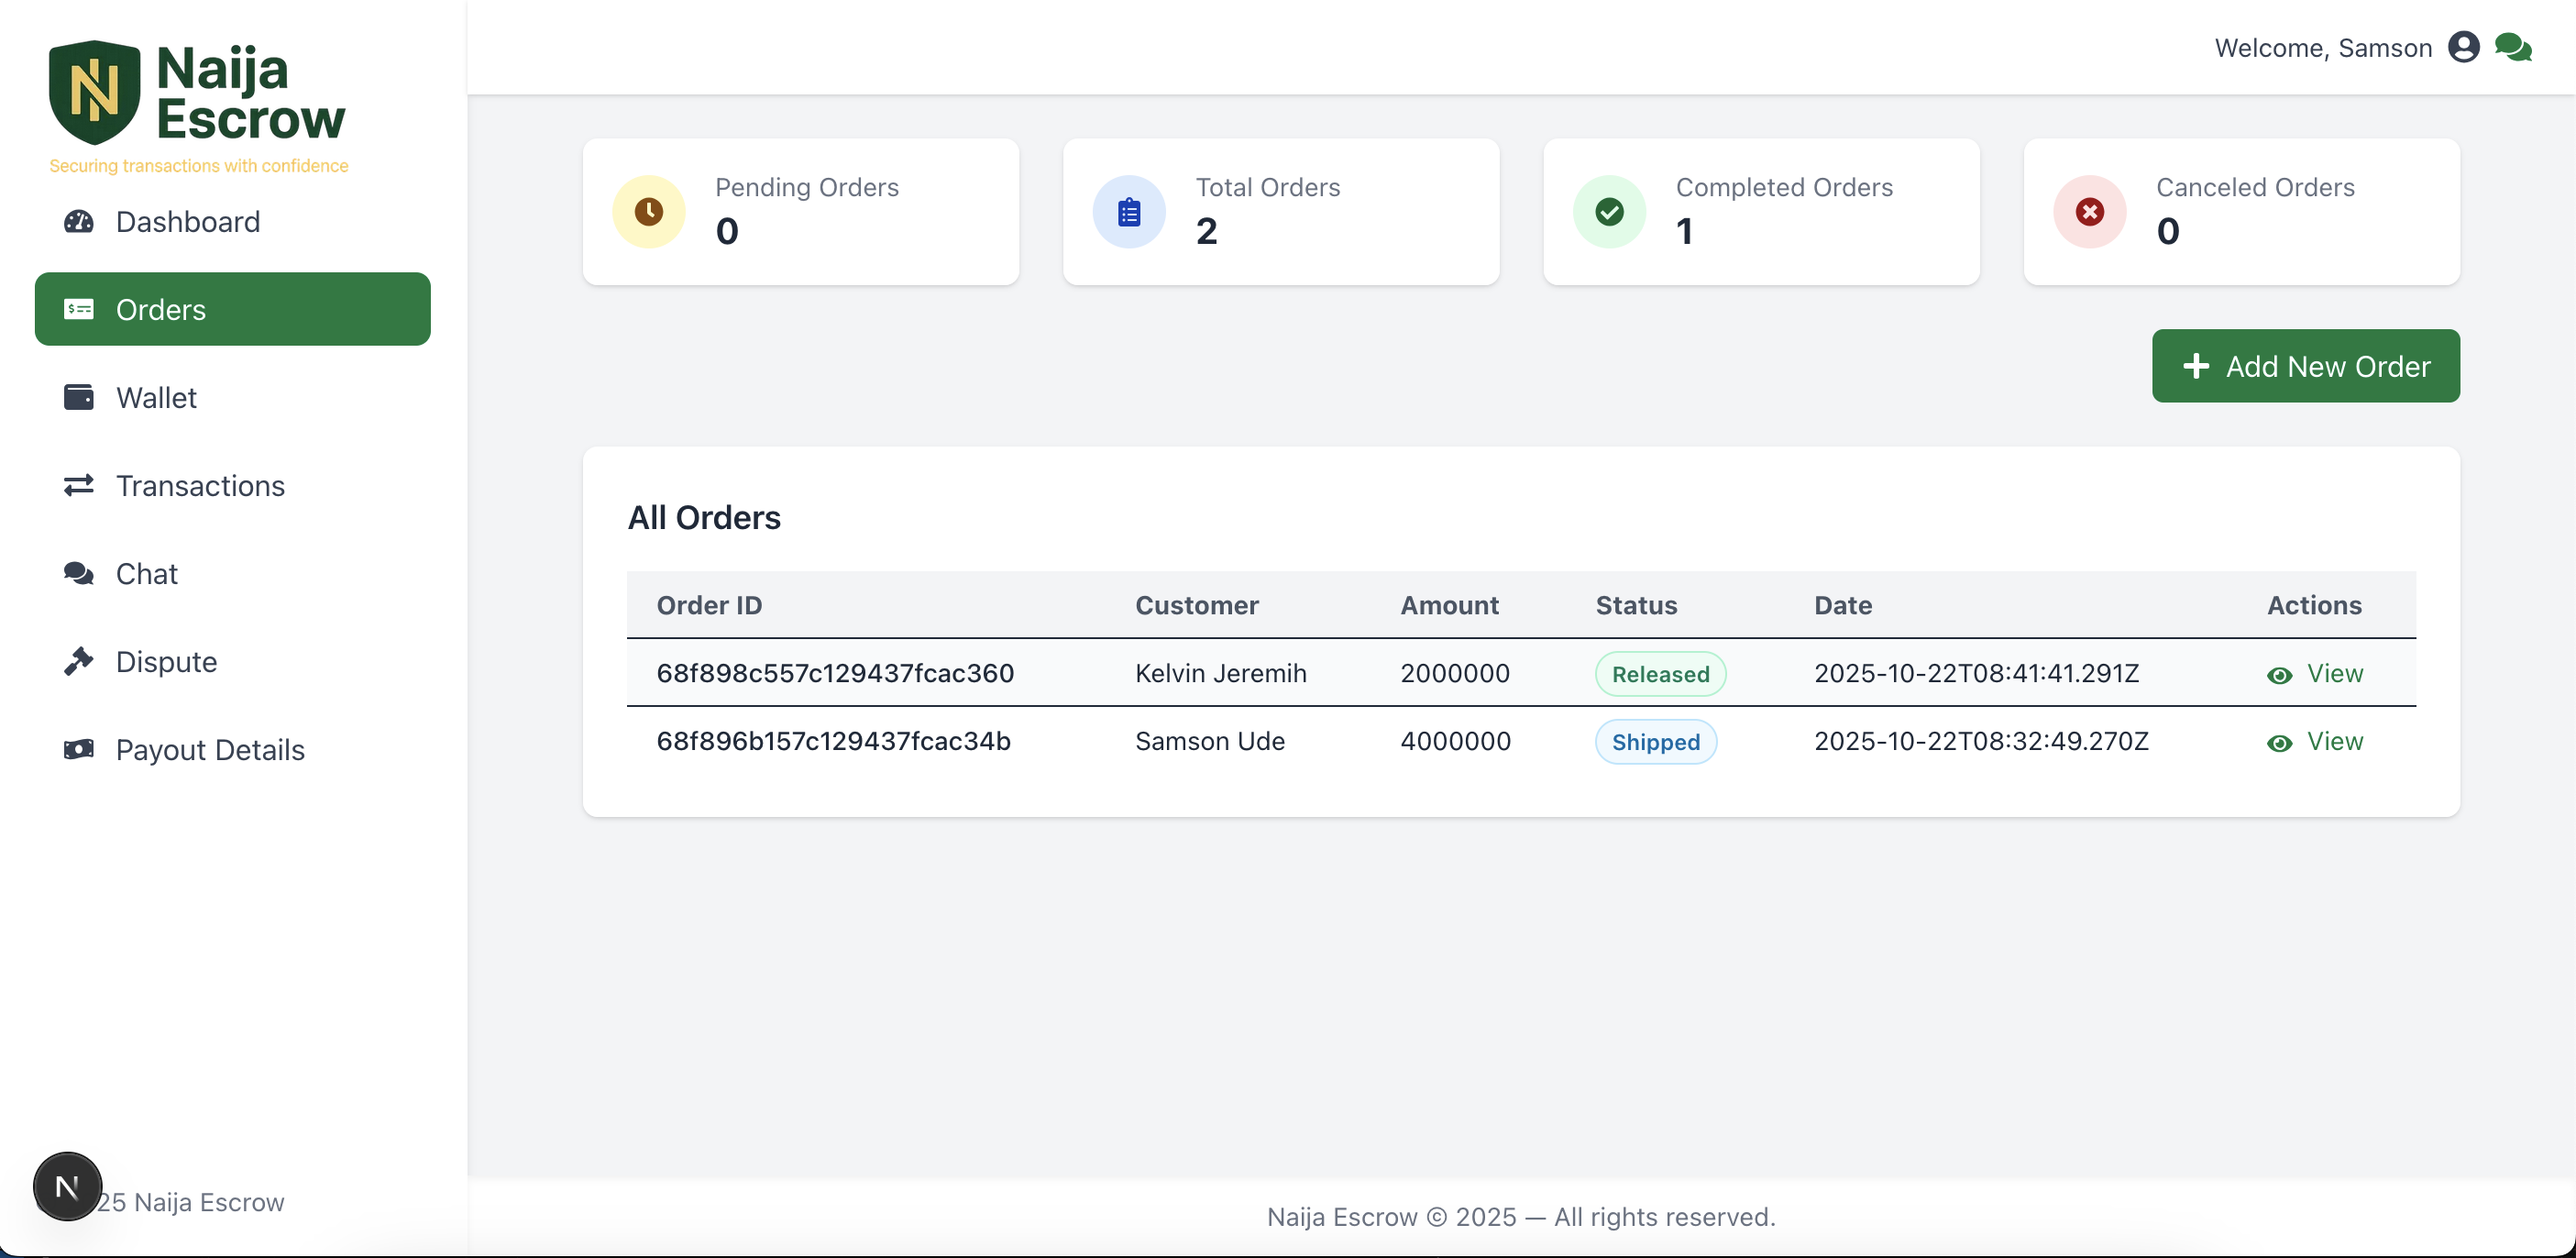 Naija
Escrow
Securing transactions with confidence
Dashboard
Orders
Wallet
Transactions
Chat
Dispute
Payout Details
25 Naija Escrow
Welcome, Samson
Pending Orders
0
Total Orders
2
Completed Orders
1
Canceled Orders
0
Add New Order
All Orders
Order ID Customer Amount Status Date Actions
68f898c557c129437fcac360 Kelvin Jeremih 2000000 Released 2025-10-22T08:41:41.291Z View
68f896b157c129437fcac34b Samson Ude 4000000 Shipped 2025-10-22T08:32:49.270Z View
Naija Escrow © 2025 — All rights reserved.